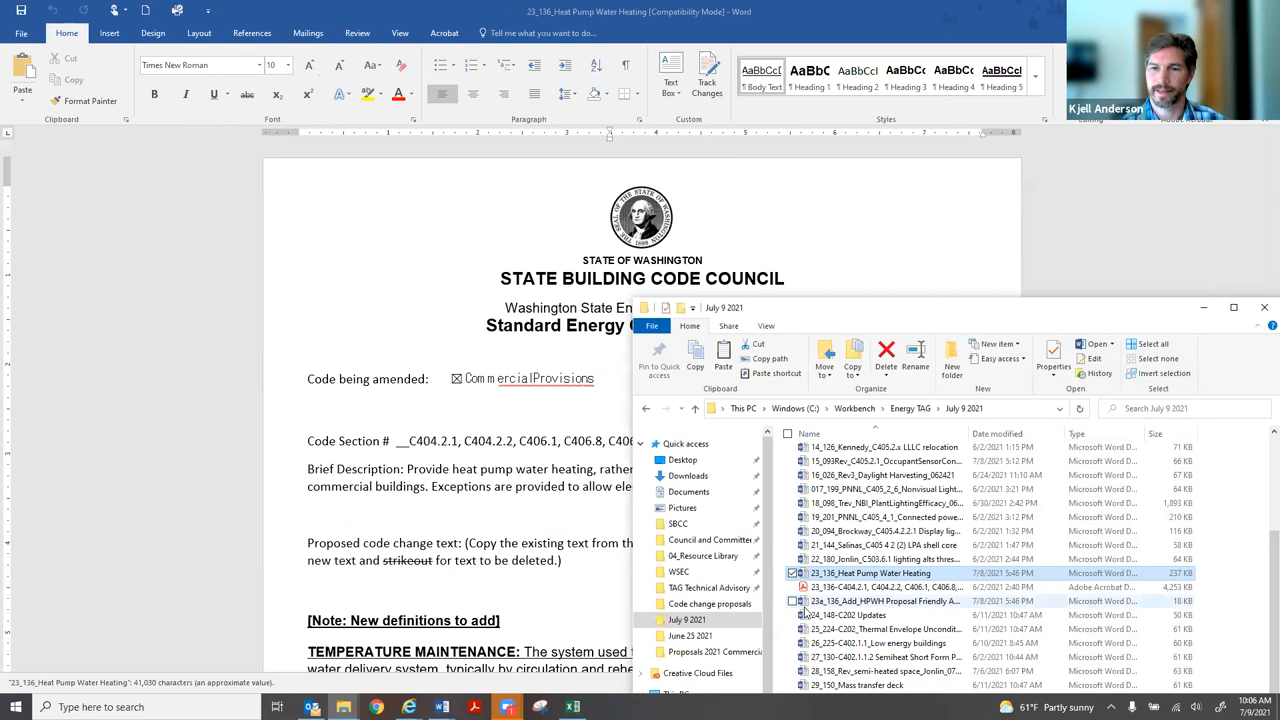 23_136_Heat Pump Water Heating [Compatibility Mode] - Word
File Home Insert Design Layout References Mailings Review View Acrobat Tell me what you want to do...
Paste
Cut
Copy
Format Painter
Clipboard
Times New Roman 10
Font
Paragraph
Text Box
Track Changes
Custom
AaBbCcI ¶ Body Text
AaBbC ¶ Heading 1
AaBbCcI ¶ Heading 2
AaBbCc ¶ Heading 3
AaBbCc ¶ Heading 4
AaBbCcI ¶ Heading 5
Styles
Kjell Anderson
THE SEAL OF THE STATE OF WASHINGTON
1889
STATE OF WASHINGTON
STATE BUILDING CODE COUNCIL
Washington State En
Standard Energy C
Code being amended: ☒ CommercialProvisions
Code Section # __C404.2.1, C404.2.2, C406.1, C406.8, C40
Brief Description: Provide heat pump water heating, rather
commercial buildings. Exceptions are provided to allow ele
Proposed code change text: (Copy the existing text from th
new text and strikeout for text to be deleted.)
[Note: New definitions to add]
TEMPERATURE MAINTENANCE: The system used
water delivery system, typically by circulation and rehe
July 9 2021
File Home Share View
Pin to Quick access
Copy
Paste
Cut
Copy path
Paste shortcut
Clipboard
Move to
Copy to
Delete
Rename
Organize
New folder
New item
Easy access
New
Properties
Open
Edit
History
Open
Select all
Select none
Invert selection
Select
This PC > Windows (C:) > Workbench > Energy TAG > July 9 2021
Search July 9 2021
Quick access
Desktop
Downloads
Documents
Pictures
SBCC
Council and Committe
04_Resource Library
WSEC
TAG Technical Advisory
Code change proposals
July 9 2021
June 25 2021
Proposals 2021 Commercia
Creative Cloud Files
Name Date modified Type Size
14_126_Kennedy_C405.2.x LLLC relocation 6/2/2021 1:15 PM Microsoft Word D... 71 KB
15_093Rev_C405.2.1_OccupantSensorCon... 7/8/2021 5:12 PM Microsoft Word D... 66 KB
16_026_Rev3_Daylight Harvesting_062421 6/24/2021 11:10 AM Microsoft Word D... 67 KB
017_199_PNNL_C405_2_6_Nonvisual Light... 6/2/2021 3:21 PM Microsoft Word D... 64 KB
18_098_Trev_NBI_PlantLightingEfficacy_06... 6/30/2021 2:42 PM Microsoft Word D... 1,893 KB
19_201_PNNL_C405_4_1_Connected powe... 6/2/2021 3:12 PM Microsoft Word D... 210 KB
20_094_Brockway_C405.4.2.2.1 Display lig... 6/2/2021 2:44 PM Microsoft Word D... 58 KB
21_144_Salinas_C405 4 2 (2) LPA shell core 6/2/2021 1:47 PM Microsoft Word D... 58 KB
22_180_Jonlin_C503.6.1 lighting alts thres... 6/2/2021 2:44 PM Microsoft Word D... 64 KB
23_136_Heat Pump Water Heating 7/8/2021 5:46 PM Microsoft Word D... 237 KB
23_136-C404.2.1, C404.2.2, C406.1, C406.8,... 6/2/2021 2:40 PM Adobe Acrobat D... 4,253 KB
23a_136_Add_HPWH Proposal Friendly A... 7/8/2021 5:46 PM Microsoft Word D... 18 KB
24_148-C202 Updates 6/11/2021 10:47 AM Microsoft Word D... 50 KB
25_224-C202_Thermal Envelope Uncondit... 6/11/2021 10:47 AM Microsoft Word D... 61 KB
26_225-C402.1.1_Low energy buildings 6/10/2021 8:45 AM Microsoft Word D... 60 KB
27_130-C402.1.1.2 Semiheat Short Form P... 6/2/2021 10:44 AM Microsoft Word D... 61 KB
28_158_Rev_semi-heated space_Jonlin_07... 7/6/2021 6:07 PM Microsoft Word D... 63 KB
29_150_Mass transfer deck 6/11/2021 10:47 AM Microsoft Word D... 61 KB
"23_136_Heat Pump Water Heating": 41,030 characters (an approximate value).
Type here to search
61°F Partly sunny
10:06 AM
7/9/2021